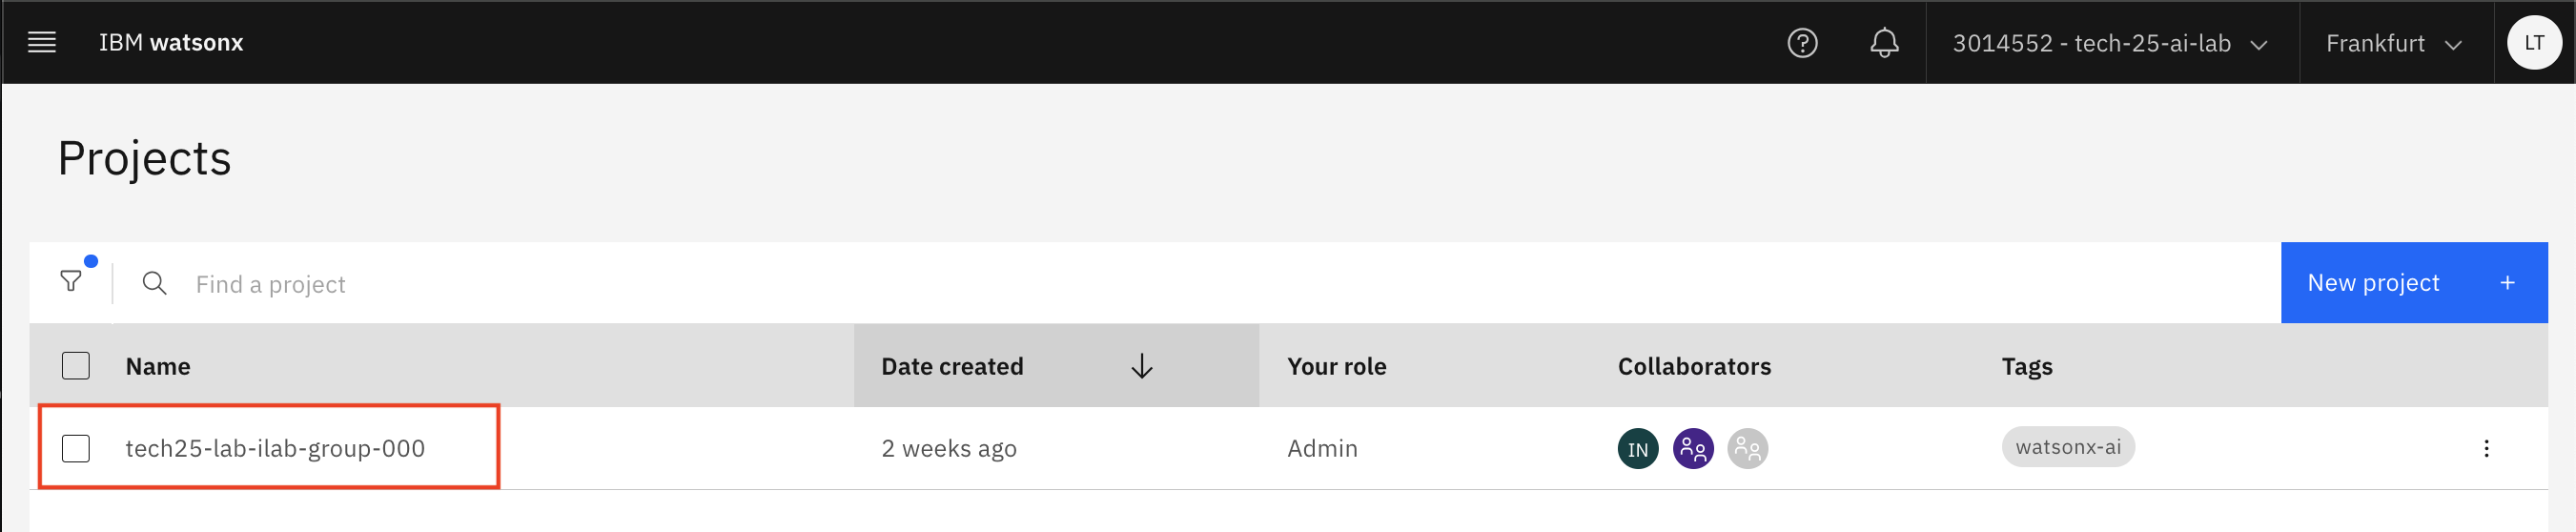 IBM watsonx
3014552 - tech-25-ai-lab
Frankfurt
LT
Projects
Find a project
New project +
Name Date created Your role Collaborators Tags
tech25-lab-ilab-group-000 2 weeks ago Admin IN watsonx-ai